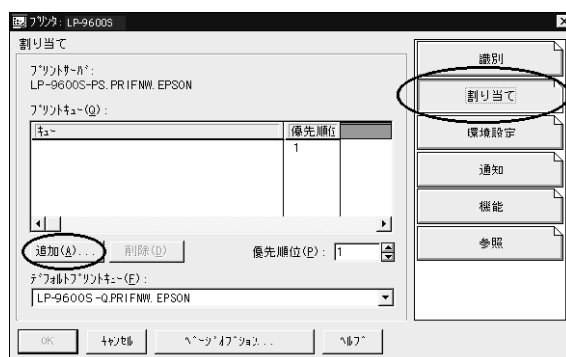 ﾌﾟﾘﾝﾀ: LP-9600S
割り当て
ﾌﾟﾘﾝﾄｻｰﾊﾞ:
LP-9600S-PS.PRIFNW.EPSON
ﾌﾟﾘﾝﾄｷｭｰ(Q):
ｷｭｰ 優先順位
1
追加(A)... 削除(D) 優先順位(P): 1
ﾃﾞﾌｫﾙﾄﾌﾟﾘﾝﾄｷｭｰ(F):
LP-9600S-Q.PRIFNW.EPSON
OK ｷｬﾝｾﾙ ﾍﾟｰｼﾞｵﾌﾟｼｮﾝ... ﾍﾙﾌﾟ
識別
割り当て
環境設定
通知
機能
参照